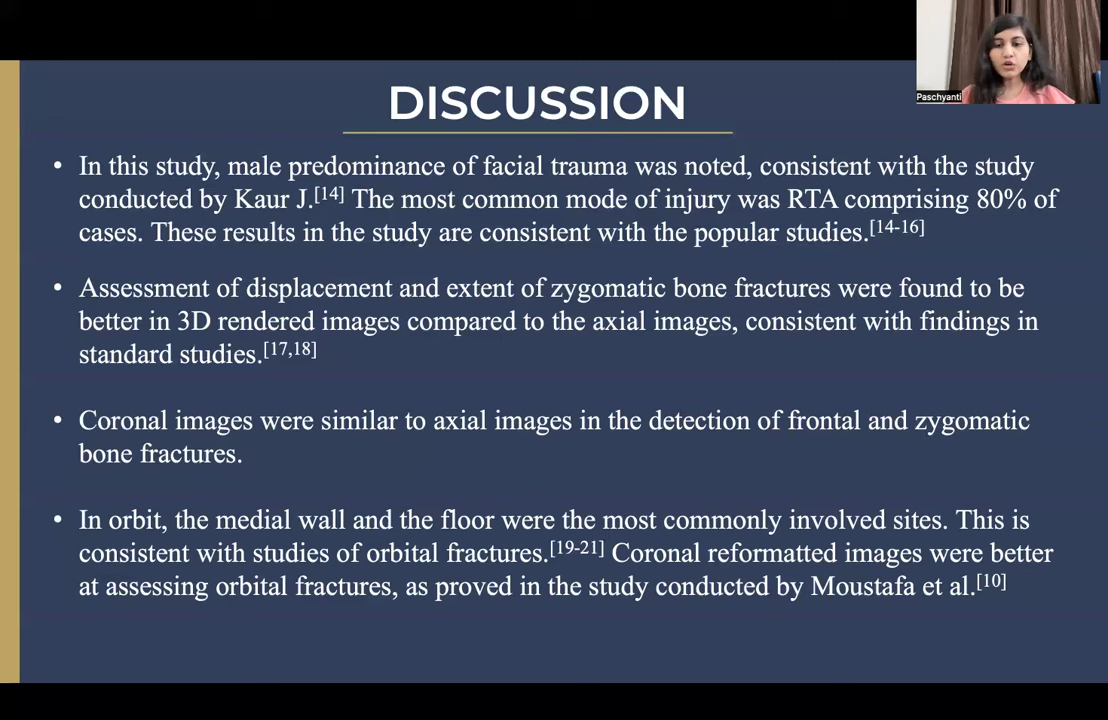 Paschyanti
DISCUSSION
• In this study, male predominance of facial trauma was noted, consistent with the study
conducted by Kaur J.[14] The most common mode of injury was RTA comprising 80% of
cases. These results in the study are consistent with the popular studies.[14-16]
• Assessment of displacement and extent of zygomatic bone fractures were found to be
better in 3D rendered images compared to the axial images, consistent with findings in
standard studies.[17,18]
• Coronal images were similar to axial images in the detection of frontal and zygomatic
bone fractures.
• In orbit, the medial wall and the floor were the most commonly involved sites. This is
consistent with studies of orbital fractures.[19-21] Coronal reformatted images were better
at assessing orbital fractures, as proved in the study conducted by Moustafa et al.[10]